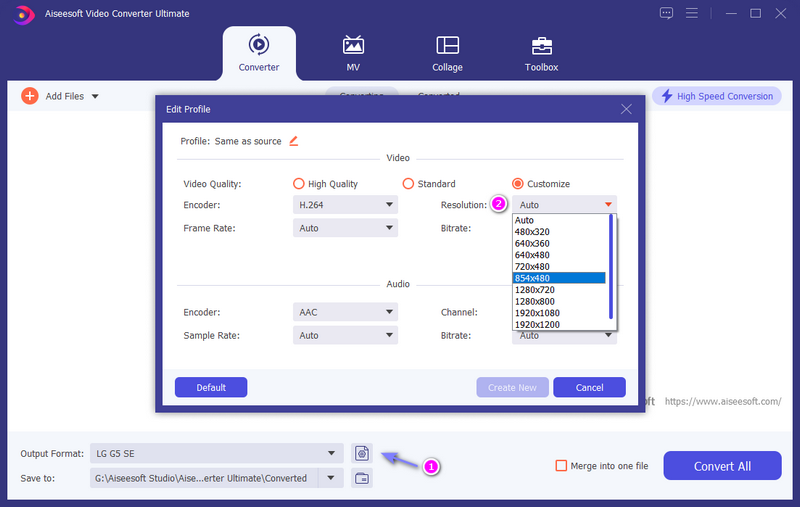 Aiseesoft Video Converter Ultimate
Converter
MV
Collage
Toolbox
Add Files
Converting
Converted
High Speed Conversion
Edit Profile
Profile: Same as source
Video
Video Quality:
High Quality
Standard
Customize
Encoder:
H.264
Resolution:
2
Auto
Frame Rate:
Auto
Bitrate:
Auto
480x320
640x360
640x480
720x480
854x480
1280x720
1280x800
1920x1080
1920x1200
Audio
Encoder:
AAC
Channel:
Sample Rate:
Auto
Bitrate:
Auto
Default
Create New
Cancel
https://www.aiseesoft.com/
Output Format:
LG G5 SE
1
Save to:
G:\Aiseesoft Studio\Aise...erter Ultimate\Converted
Merge into one file
Convert All